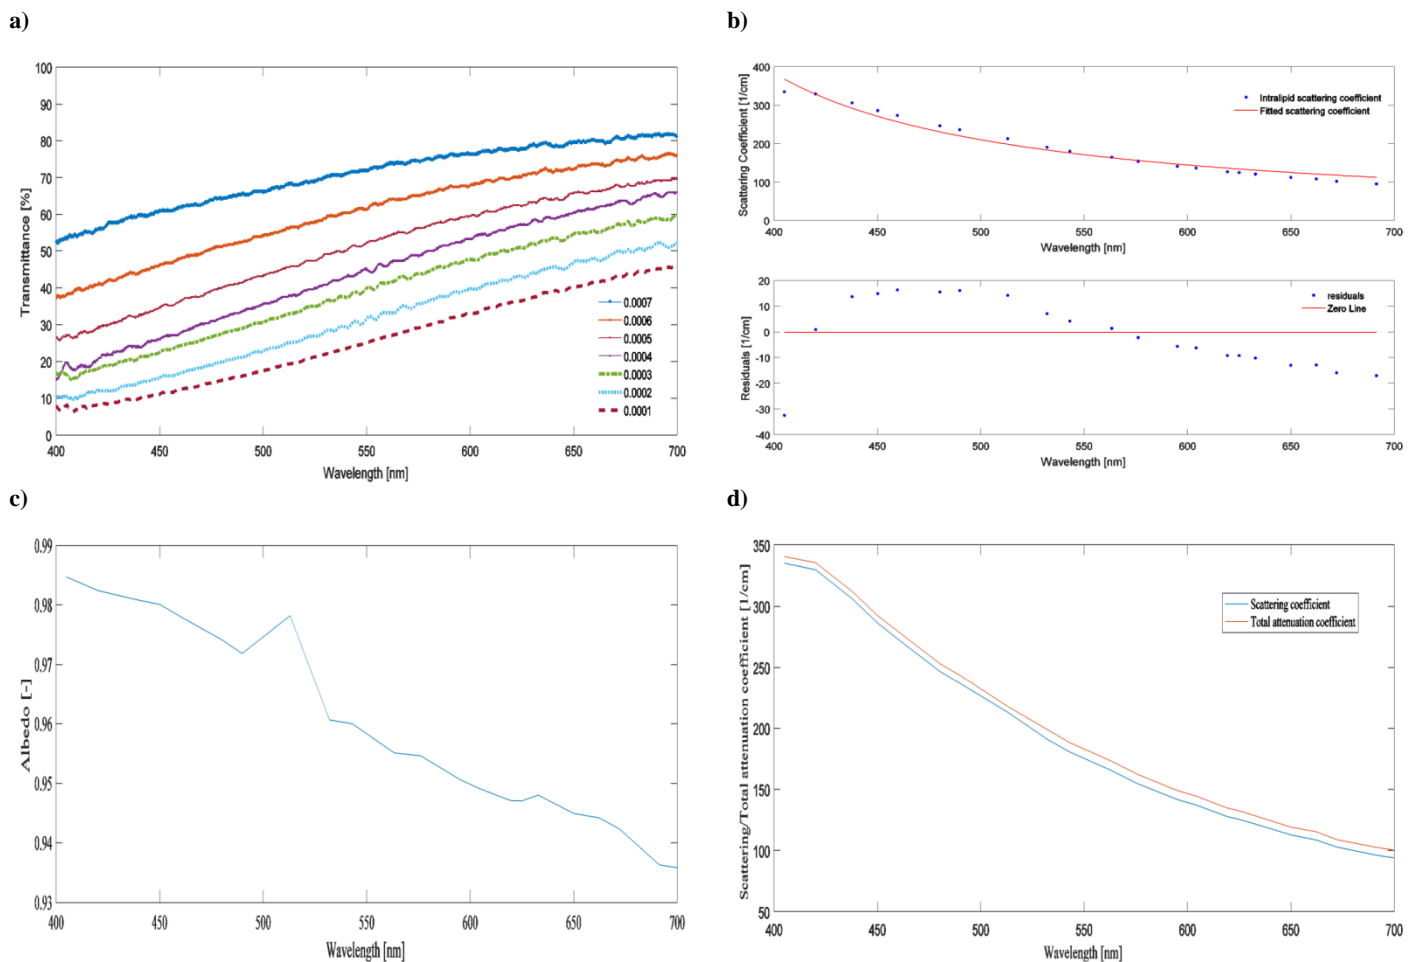 a)
100
90
80
70
60
50
40
30
20
10
0
Transmittance [%]
0.0007
0.0006
0.0005
0.0004
0.0003
0.0002
0.0001
400 450 500 550 600 650 700
Wavelength [nm]
b)
400
300
200
100
0
Scattering Coefficient [1/cm]
Intralipid scattering coefficient
Fitted scattering coefficient
400 450 500 550 600 650 700
Wavelength [nm]
20
10
0
-10
-20
-30
-40
Residuals [1/cm]
residuals
Zero Line
400 450 500 550 600 650 700
Wavelength [nm]
c)
0.99
0.98
0.97
0.96
0.95
0.94
0.93
Albedo [-]
400 450 500 550 600 650 700
Wavelength [nm]
d)
350
300
250
200
150
100
50
Scattering/Total attenuation coefficient [1/cm]
Scattering coefficient
Total attenuation coefficient
400 450 500 550 600 650 700
Wavelength [nm]